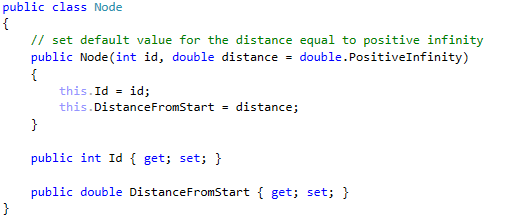 public class Node
{
    // set default value for the distance equal to positive infinity
    public Node(int id, double distance = double.PositiveInfinity)
    {
        this.Id = id;
        this.DistanceFromStart = distance;
    }

    public int Id { get; set; }

    public double DistanceFromStart { get; set; }
}